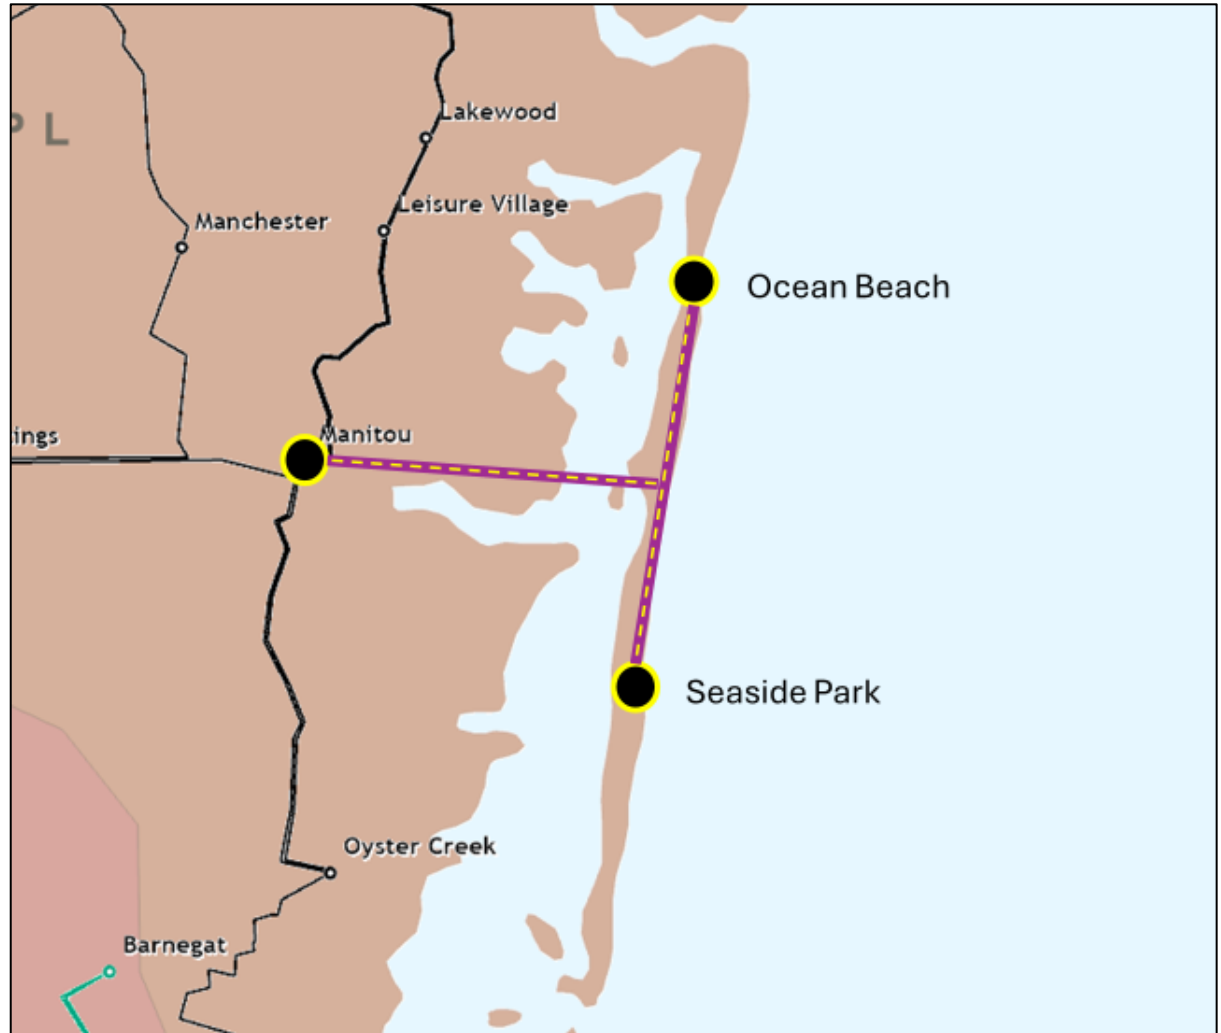 Lakewood
P L
Leisure Village
Manchester
Ocean Beach
ings
Manitou
Seaside Park
Oyster Creek
Barnegat